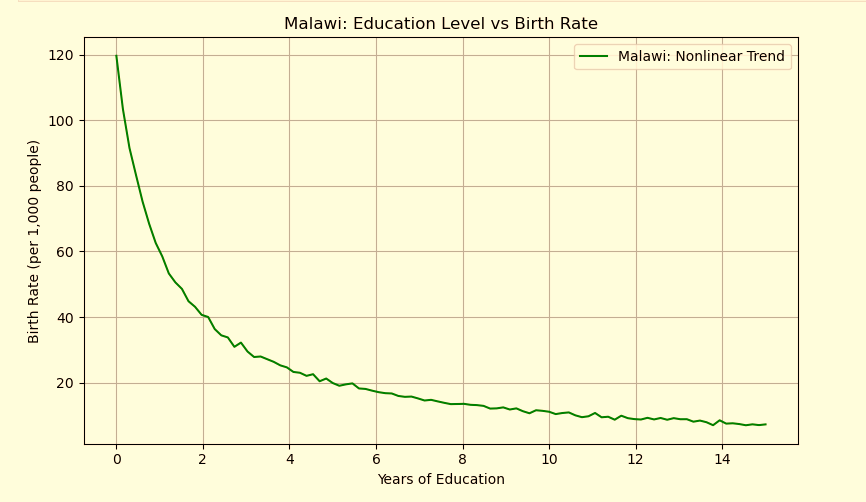 Malawi: Education Level vs Birth Rate
Malawi: Nonlinear Trend
Birth Rate (per 1,000 people)
120
100
80
60
40
20
0 2 4 6 8 10 12 14
Years of Education